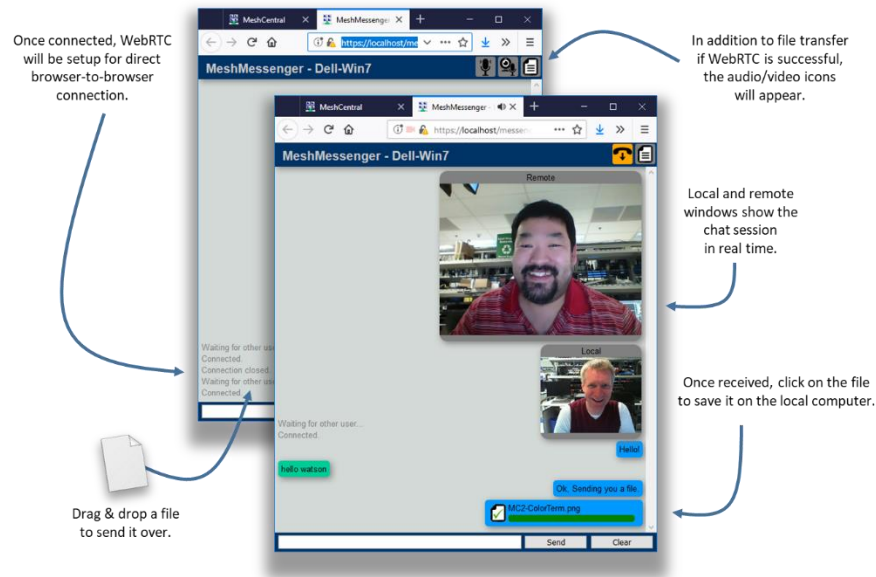 Once connected, WebRTC
will be setup for direct
browser-to-browser
connection.
MeshCentral
MeshMessenger
https://localhost/me
MeshMessenger - Dell-Win7
In addition to file transfer
if WebRTC is successful,
the audio/video icons
will appear.
MeshCentral
MeshMessenger -
https://localhost/messen
MeshMessenger - Dell-Win7
Remote
Local and remote
windows show the
chat session
in real time.
Waiting for other use
Connected.
Connection closed.
Waiting for other use
Connected.
Local
Once received, click on the file
to save it on the local computer.
Waiting for other user...
Connected.
Hello!
hello watson
Ok, Sending you a file.
MC2-ColorTerm.png
Drag & drop a file
to send it over.
Send
Clear